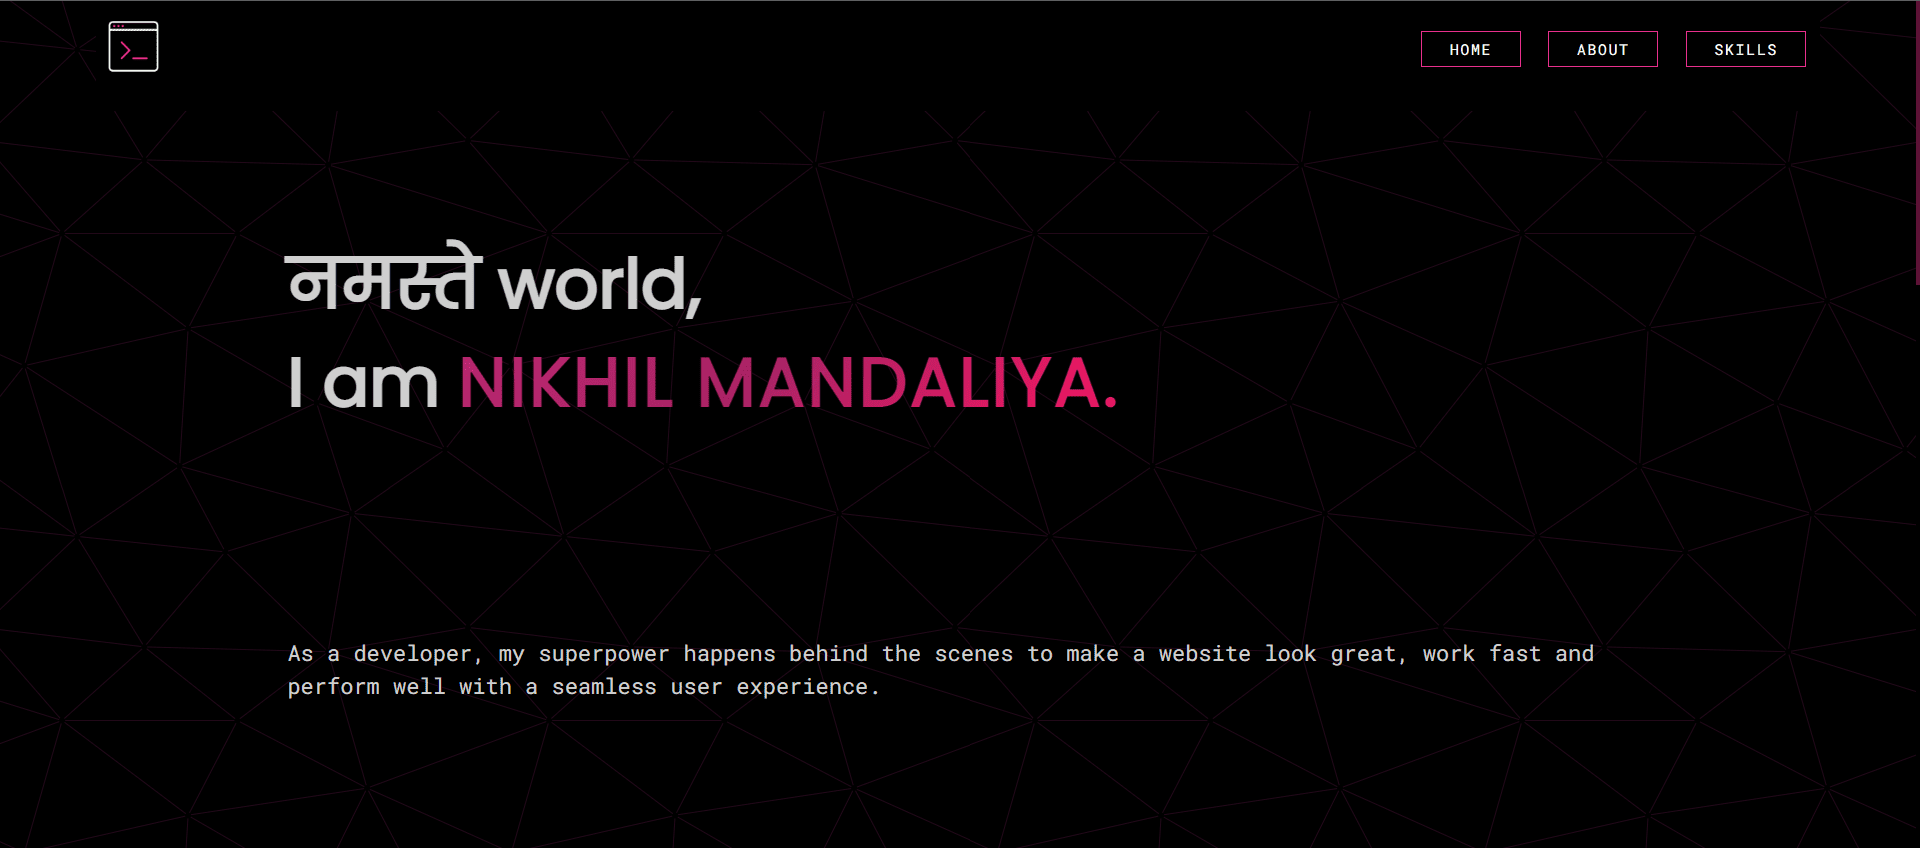 HOME ABOUT SKILLS
नमस्ते world,
I am NIKHIL MANDALIYA.
As a developer, my superpower happens behind the scenes to make a website look great, work fast and
perform well with a seamless user experience.